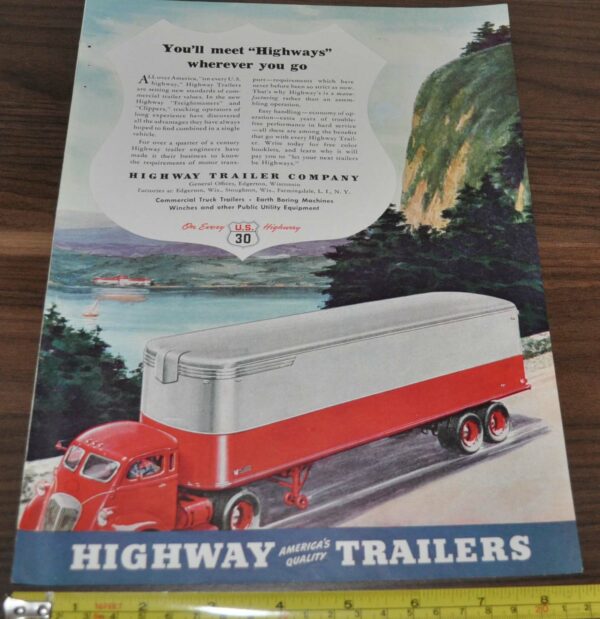 You'll meet "Highways"
wherever you go
ALL over America, "on every U.S.
highway," Highway Trailers
are setting new standards of com-
mercial trailer values. In the new
Highway "Freightmasters" and
"Clippers," trucking operators of
long experience have discovered
all the advantages they have always
hoped to find combined in a single
vehicle.
For over a quarter of a century
Highway trailer engineers have
made it their business to know
the requirements of motor trans-
port—requirements which have
never before been so strict as now.
That's why Highway's is a manu-
facturing rather than an assem-
bling operation.
Easy handling—economy of op-
eration—extra years of trouble
free performance in hard service
—all these are among the benefits
that go with every Highway Trail-
er. Write today for free color
booklets, and learn why it will
pay you to "let your next trailers
be Highways."
HIGHWAY TRAILER COMPANY
General Offices, Edgerton, Wisconsin
Factories at: Edgerton, Wis., Stoughton, Wis., Farmingdale, L. I., N. Y.
Commercial Truck Trailers • Earth Boring Machines
Winches and other Public Utility Equipment
On Every U.S. 30 Highway
HIGHWAY AMERICA'S QUALITY TRAILERS
1 2 3 4 5 6 7 8